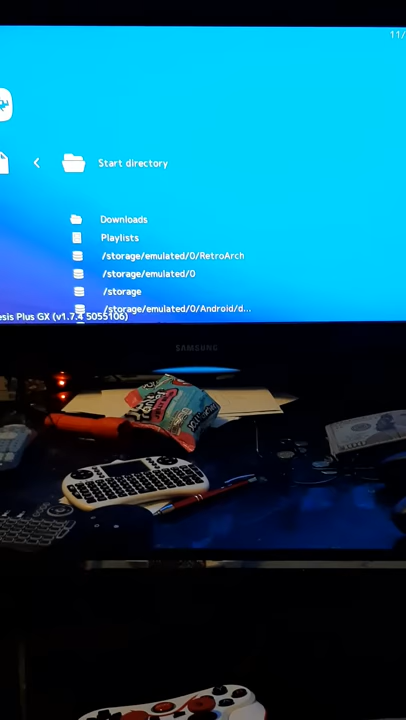 11/
Start directory
Downloads
Playlists
/storage/emulated/0/RetroArch
/storage/emulated/0
/storage
/storage/emulated/0/Android/d...
esis Plus GX (v1.7.4 5055106)
SAMSUNG